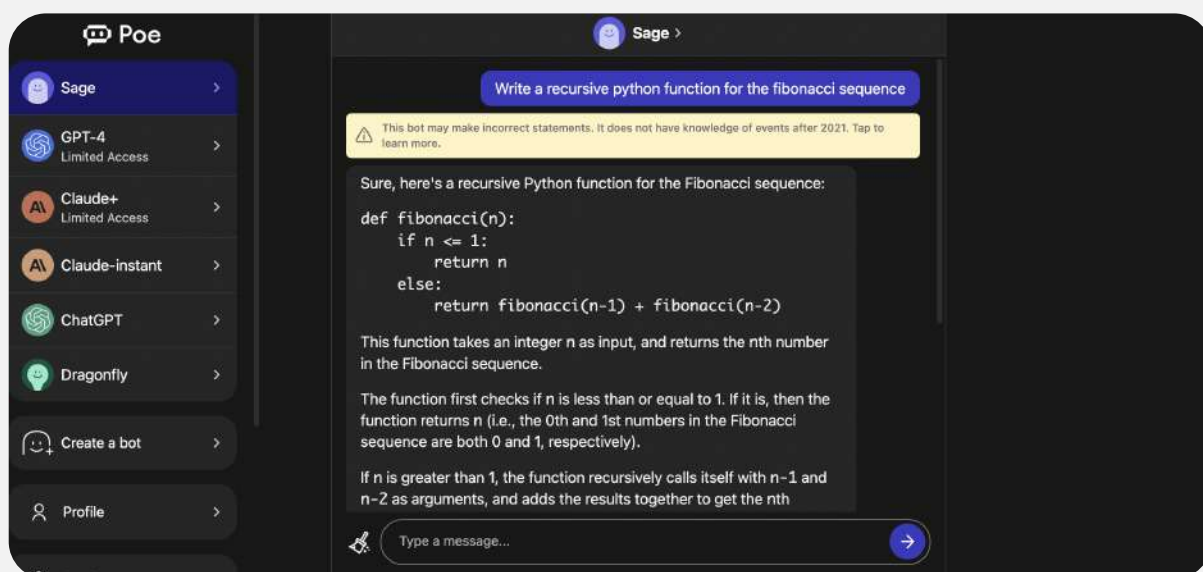 Poe
Sage
GPT-4
Limited Access
Claude+
Limited Access
Claude-instant
ChatGPT
Dragonfly
Create a bot
Profile
Sage
Write a recursive python function for the fibonacci sequence
This bot may make incorrect statements. It does not have knowledge of events after 2021. Tap to
learn more.
Sure, here's a recursive Python function for the Fibonacci sequence:
def fibonacci(n):
    if n <= 1:
        return n
    else:
        return fibonacci(n-1) + fibonacci(n-2)
This function takes an integer n as input, and returns the nth number
in the Fibonacci sequence.
The function first checks if n is less than or equal to 1. If it is, then the
function returns n (i.e., the 0th and 1st numbers in the Fibonacci
sequence are both 0 and 1, respectively).
If n is greater than 1, the function recursively calls itself with n-1 and
n-2 as arguments, and adds the results together to get the nth
Type a message...